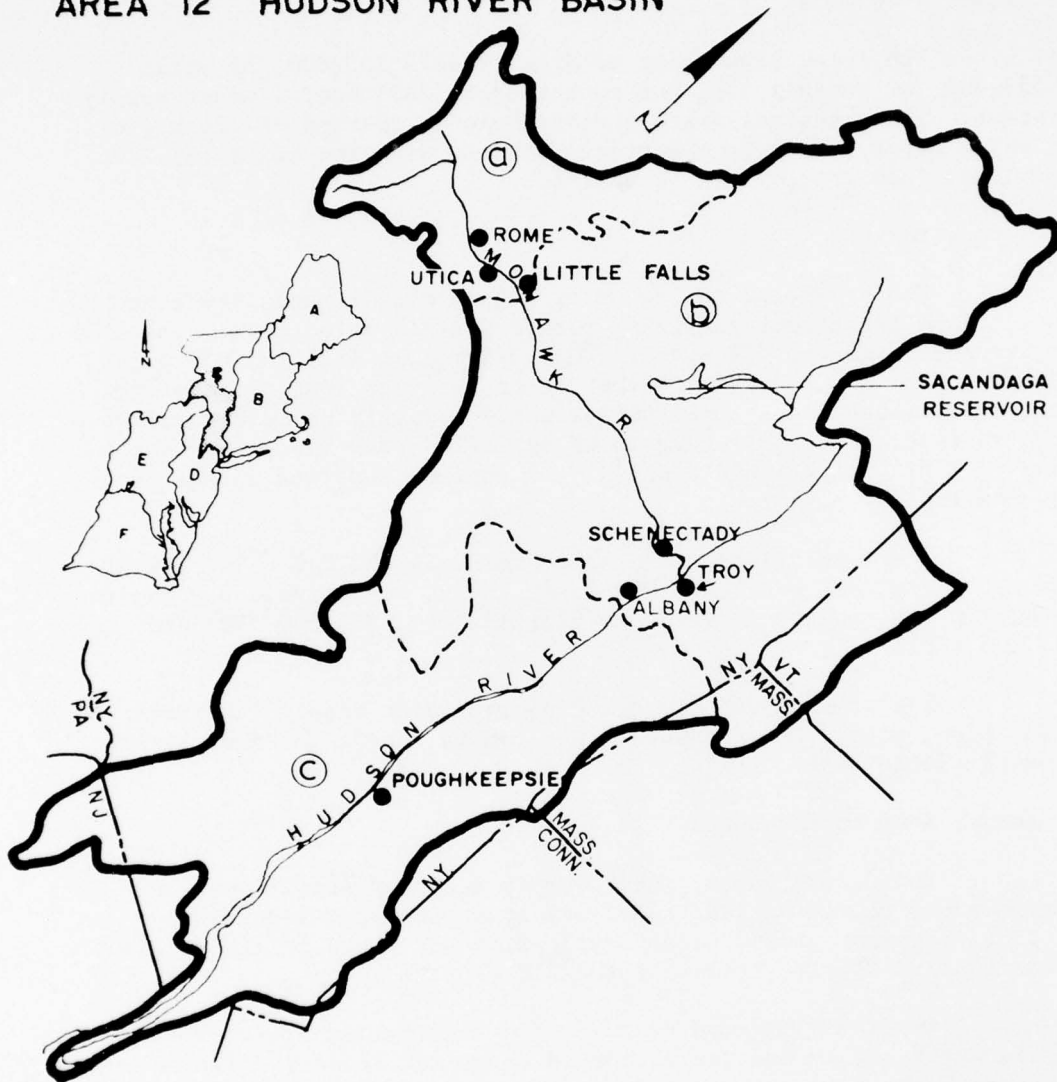 AREA 12 HUDSON RIVER BASIN
N
a
ROME
UTICA
LITTLE FALLS
MOHAWK R
b
SACANDAGA
RESERVOIR
N
A
B
E
D
F
SCHENECTADY
TROY
ALBANY
NY
VT
MASS
HUDSON RIVER
NY
PA
NJ
c
POUGHKEEPSIE
MASS
CONN.
N.Y.